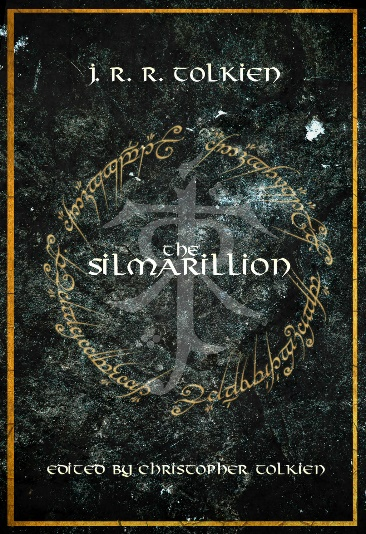 J. R. R. TOLKIEN
THE
SILMARILLION
EDITED BY CHRISTOPHER TOLKIEN